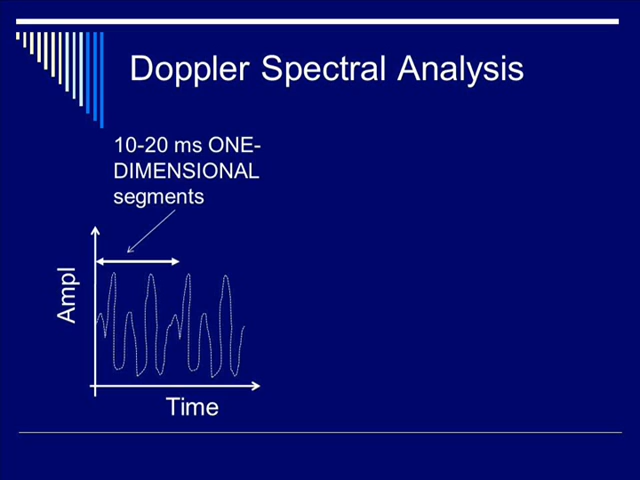 Doppler Spectral Analysis
10-20 ms ONE-
DIMENSIONAL
segments
Ampl
Time